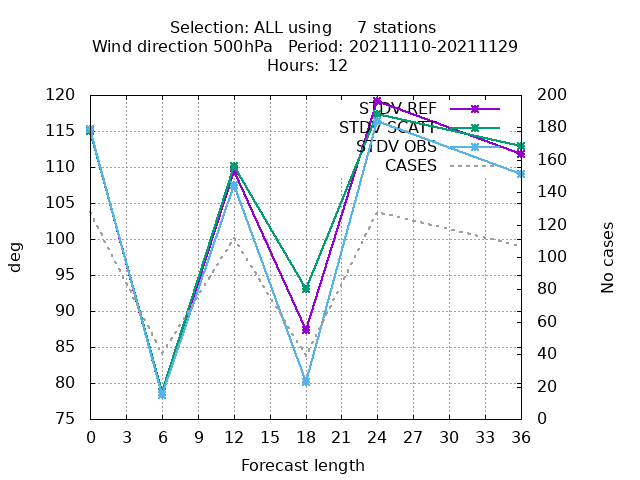 Selection: ALL using 7 stations
Wind direction 500hPa Period: 20211110-20211129
Hours: 12
STDV REF
STDV SCATT
STDV OBS
CASES
120
115
110
105
100
95
90
85
80
75
deg
200
180
160
140
120
100
80
60
40
20
0
No cases
0 3 6 9 12 15 18 21 24 27 30 33 36
Forecast length